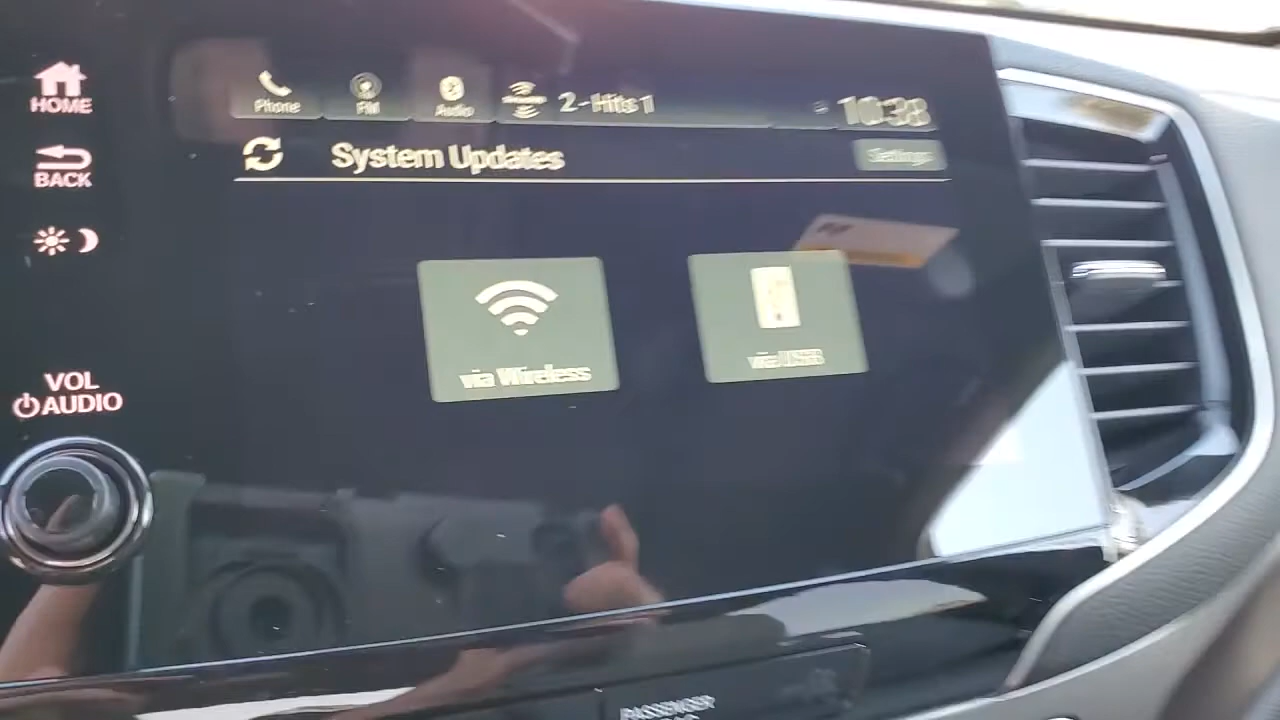 HOME
BACK
VOL
AUDIO
Phone
FM
Audio
2-Hits 1
10:38
System Updates
Settings
via Wireless
via USB
PASSENGER